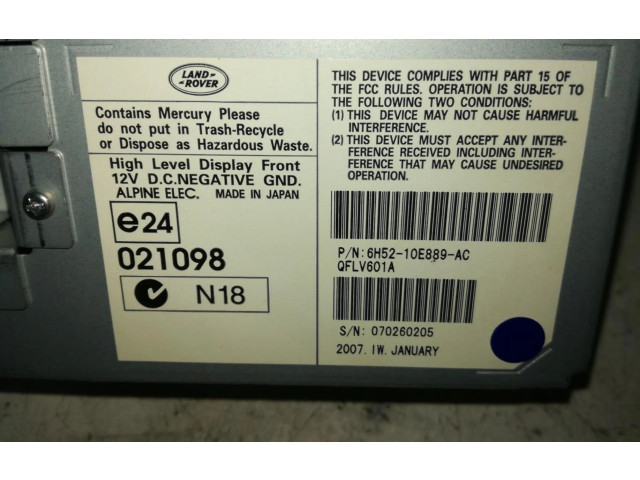 LAND-
ROVER
Contains Mercury Please
do not put in Trash-Recycle
or Dispose as Hazardous Waste.
High Level Display Front
12V D.C.NEGATIVE GND.
ALPINE ELEC. MADE IN JAPAN
e24
021098
N18
THIS DEVICE COMPLIES WITH PART 15 OF
THE FCC RULES. OPERATION IS SUBJECT TO
THE FOLLOWING TWO CONDITIONS:
(1) THIS DEVICE MAY NOT CAUSE HARMFUL
INTERFERENCE.
(2) THIS DEVICE MUST ACCEPT ANY INTER-
FERENCE RECEIVED INCLUDING INTER-
FERENCE THAT MAY CAUSE UNDESIRED
OPERATION.
P/N:6H52-10E889-AC
QFLV601A
S/N: 070260205
2007. IW. JANUARY